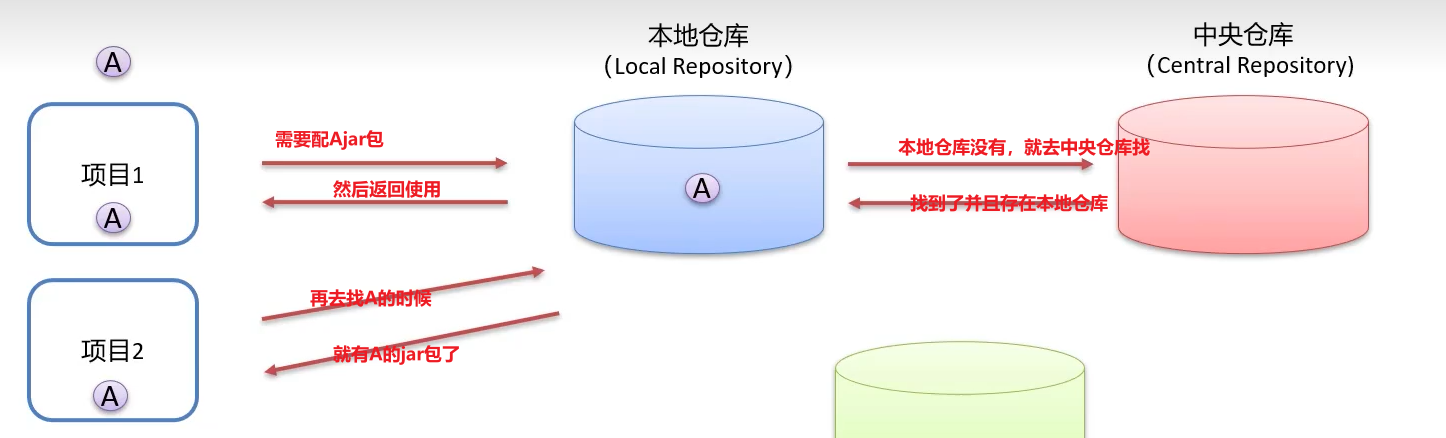 本地仓库
(Local Repository)
中央仓库
(Central Repository)
A
需要配Ajar包
本地仓库没有，就去中央仓库找
项目1
然后返回使用
A
找到了并且存在本地仓库
A
再去找A的时候
项目2
就有A的jar包了
A